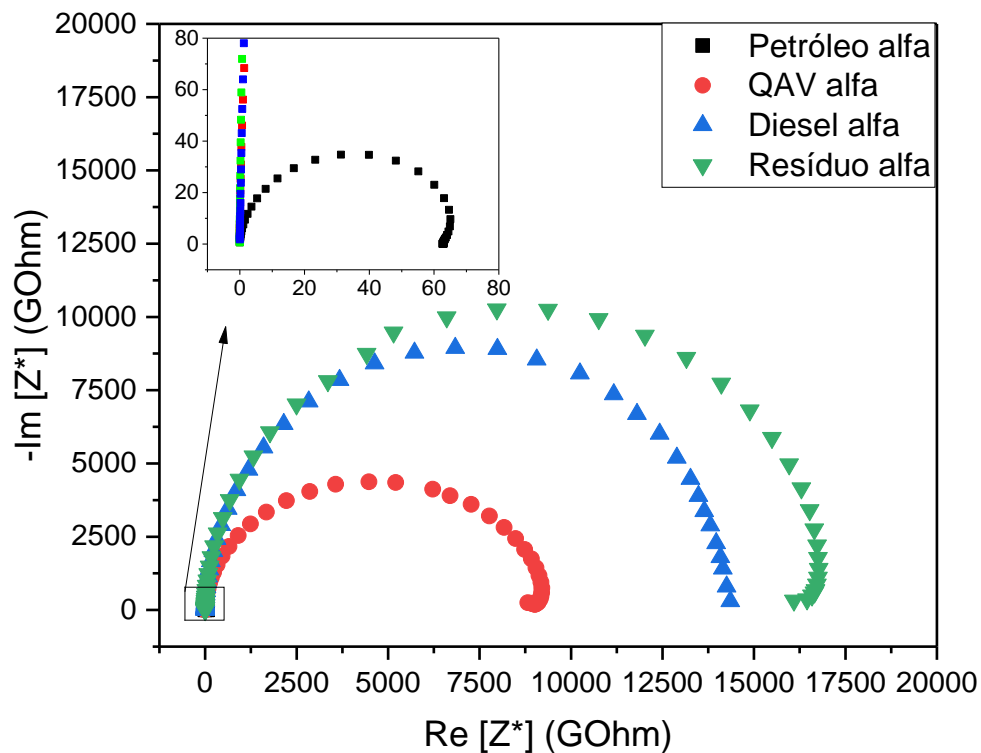 20000
17500
15000
12500
10000
7500
5000
2500
0
-Im [Z*] (GOhm)
80
60
40
20
0
0 20 40 60 80
Petróleo alfa
QAV alfa
Diesel alfa
Resíduo alfa
0 2500 5000 7500 10000 12500 15000 17500 20000
Re [Z*] (GOhm)